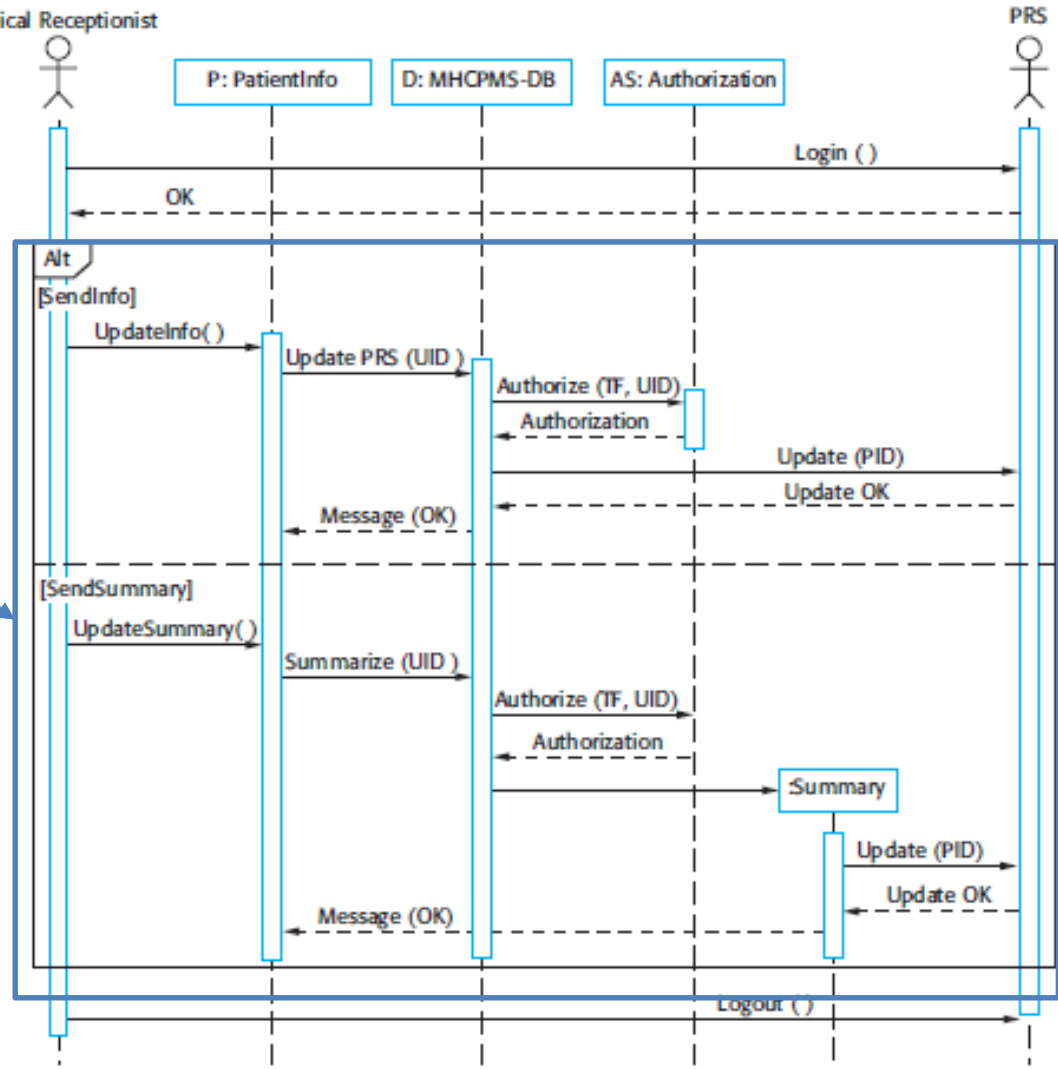 ical Receptionist
PRS
P: PatientInfo
D: MHCPMS-DB
AS: Authorization
Login ( )
OK
Alt
[SendInfo]
UpdateInfo( )
Update PRS (UID )
Authorize (TF, UID)
Authorization
Update (PID)
Update OK
Message (OK)
[SendSummary]
UpdateSummary( )
Summarize (UID )
Authorize (TF, UID)
Authorization
:Summary
Update (PID)
Update OK
Message (OK)
Logout ( )